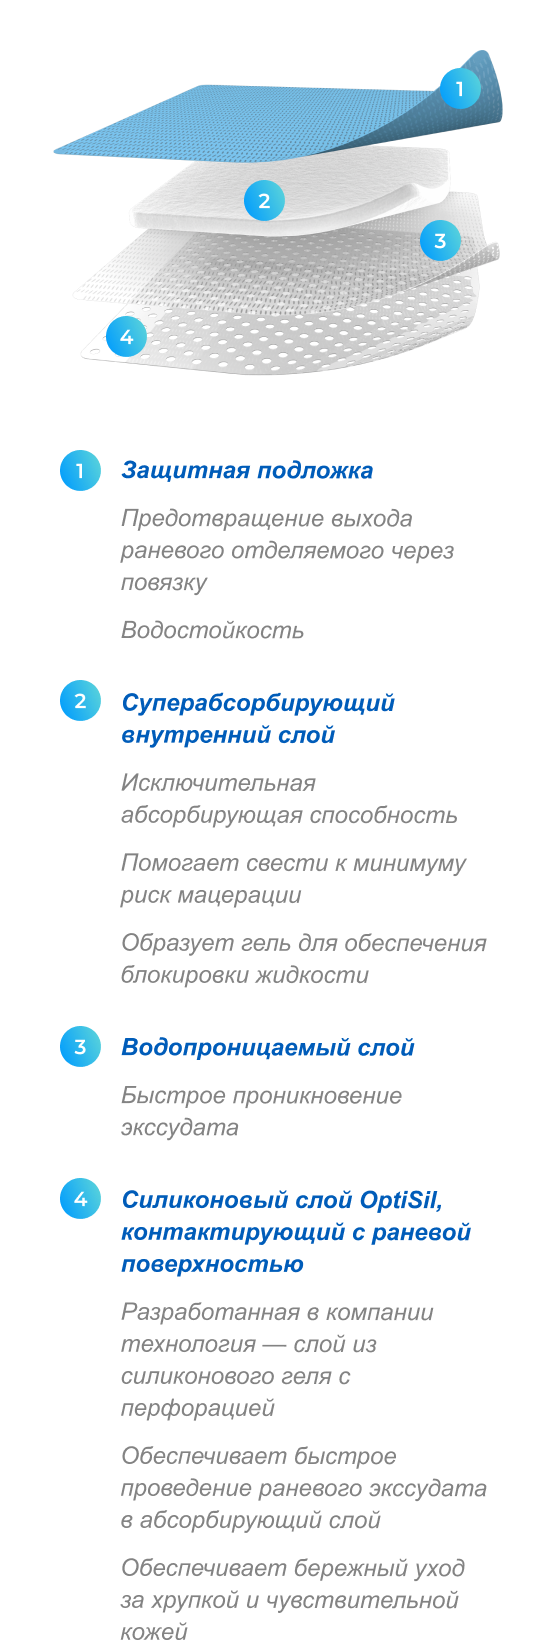 1
2
3
4
1 Защитная подложка
Предотвращение выхода
раневого отделяемого через
повязку
Водостойкость
2 Суперабсорбирующий
внутренний слой
Исключительная
абсорбирующая способность
Помогает свести к минимуму
риск мацерации
Образует гель для обеспечения
блокировки жидкости
3 Водопроницаемый слой
Быстрое проникновение
экссудата
4 Силиконовый слой OptiSil,
контактирующий с раневой
поверхностью
Разработанная в компании
технология — слой из
силиконового геля с
перфорацией
Обеспечивает быстрое
проведение раневого экссудата
в абсорбирующий слой
Обеспечивает бережный уход
за хрупкой и чувствительной
кожей